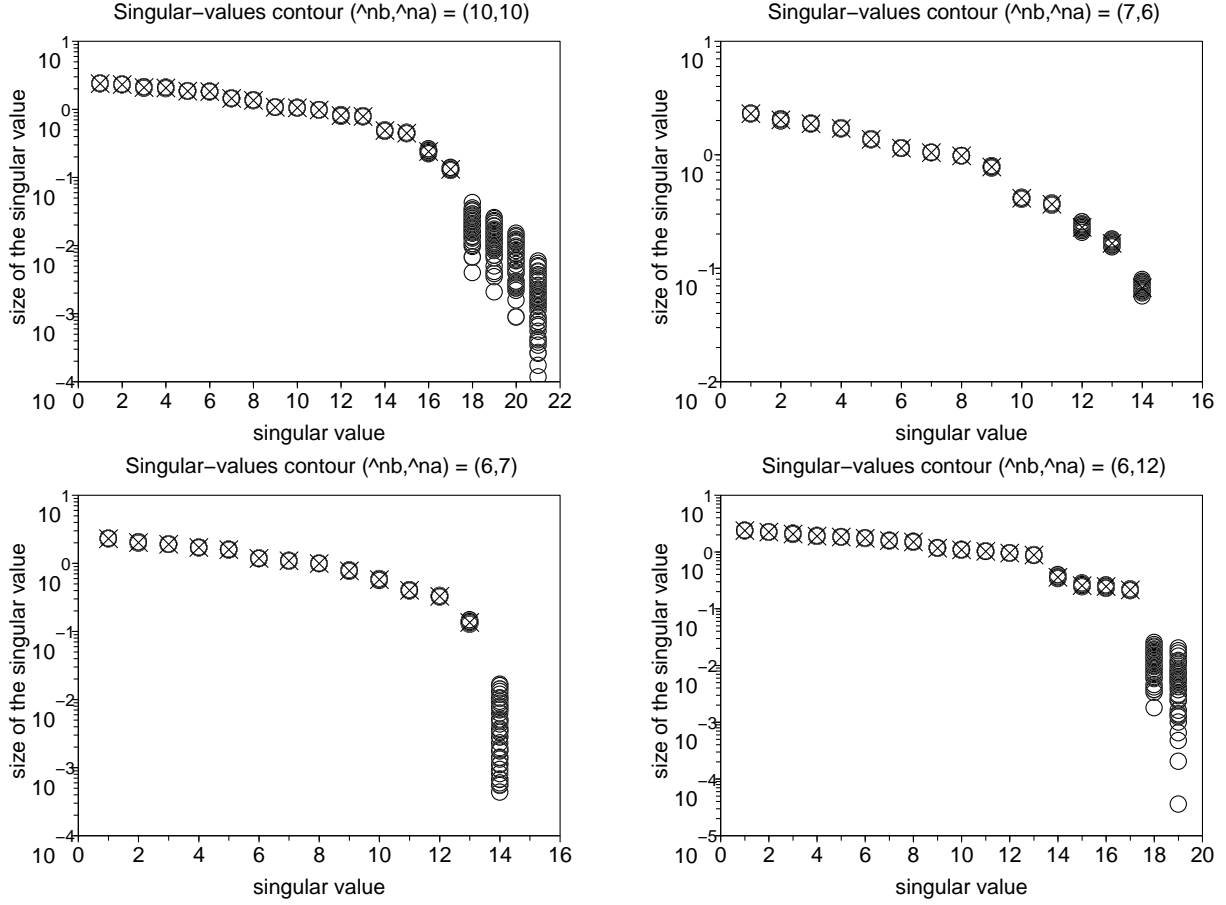 Singular−values contour (^nb,^na) = (10,10)
size of the singular value
10 1
10 0
10 −1
10 −2
10 −3
10 −4
0 2 4 6 8 10 12 14 16 18 20 22
singular value
Singular−values contour (^nb,^na) = (7,6)
size of the singular value
10 1
10 0
10 −1
10 −2
0 2 4 6 8 10 12 14 16
singular value
Singular−values contour (^nb,^na) = (6,7)
size of the singular value
10 1
10 0
10 −1
10 −2
10 −3
10 −4
0 2 4 6 8 10 12 14 16
singular value
Singular−values contour (^nb,^na) = (6,12)
size of the singular value
10 1
10 0
10 −1
10 −2
10 −3
10 −4
10 −5
0 2 4 6 8 10 12 14 16 18 20
singular value